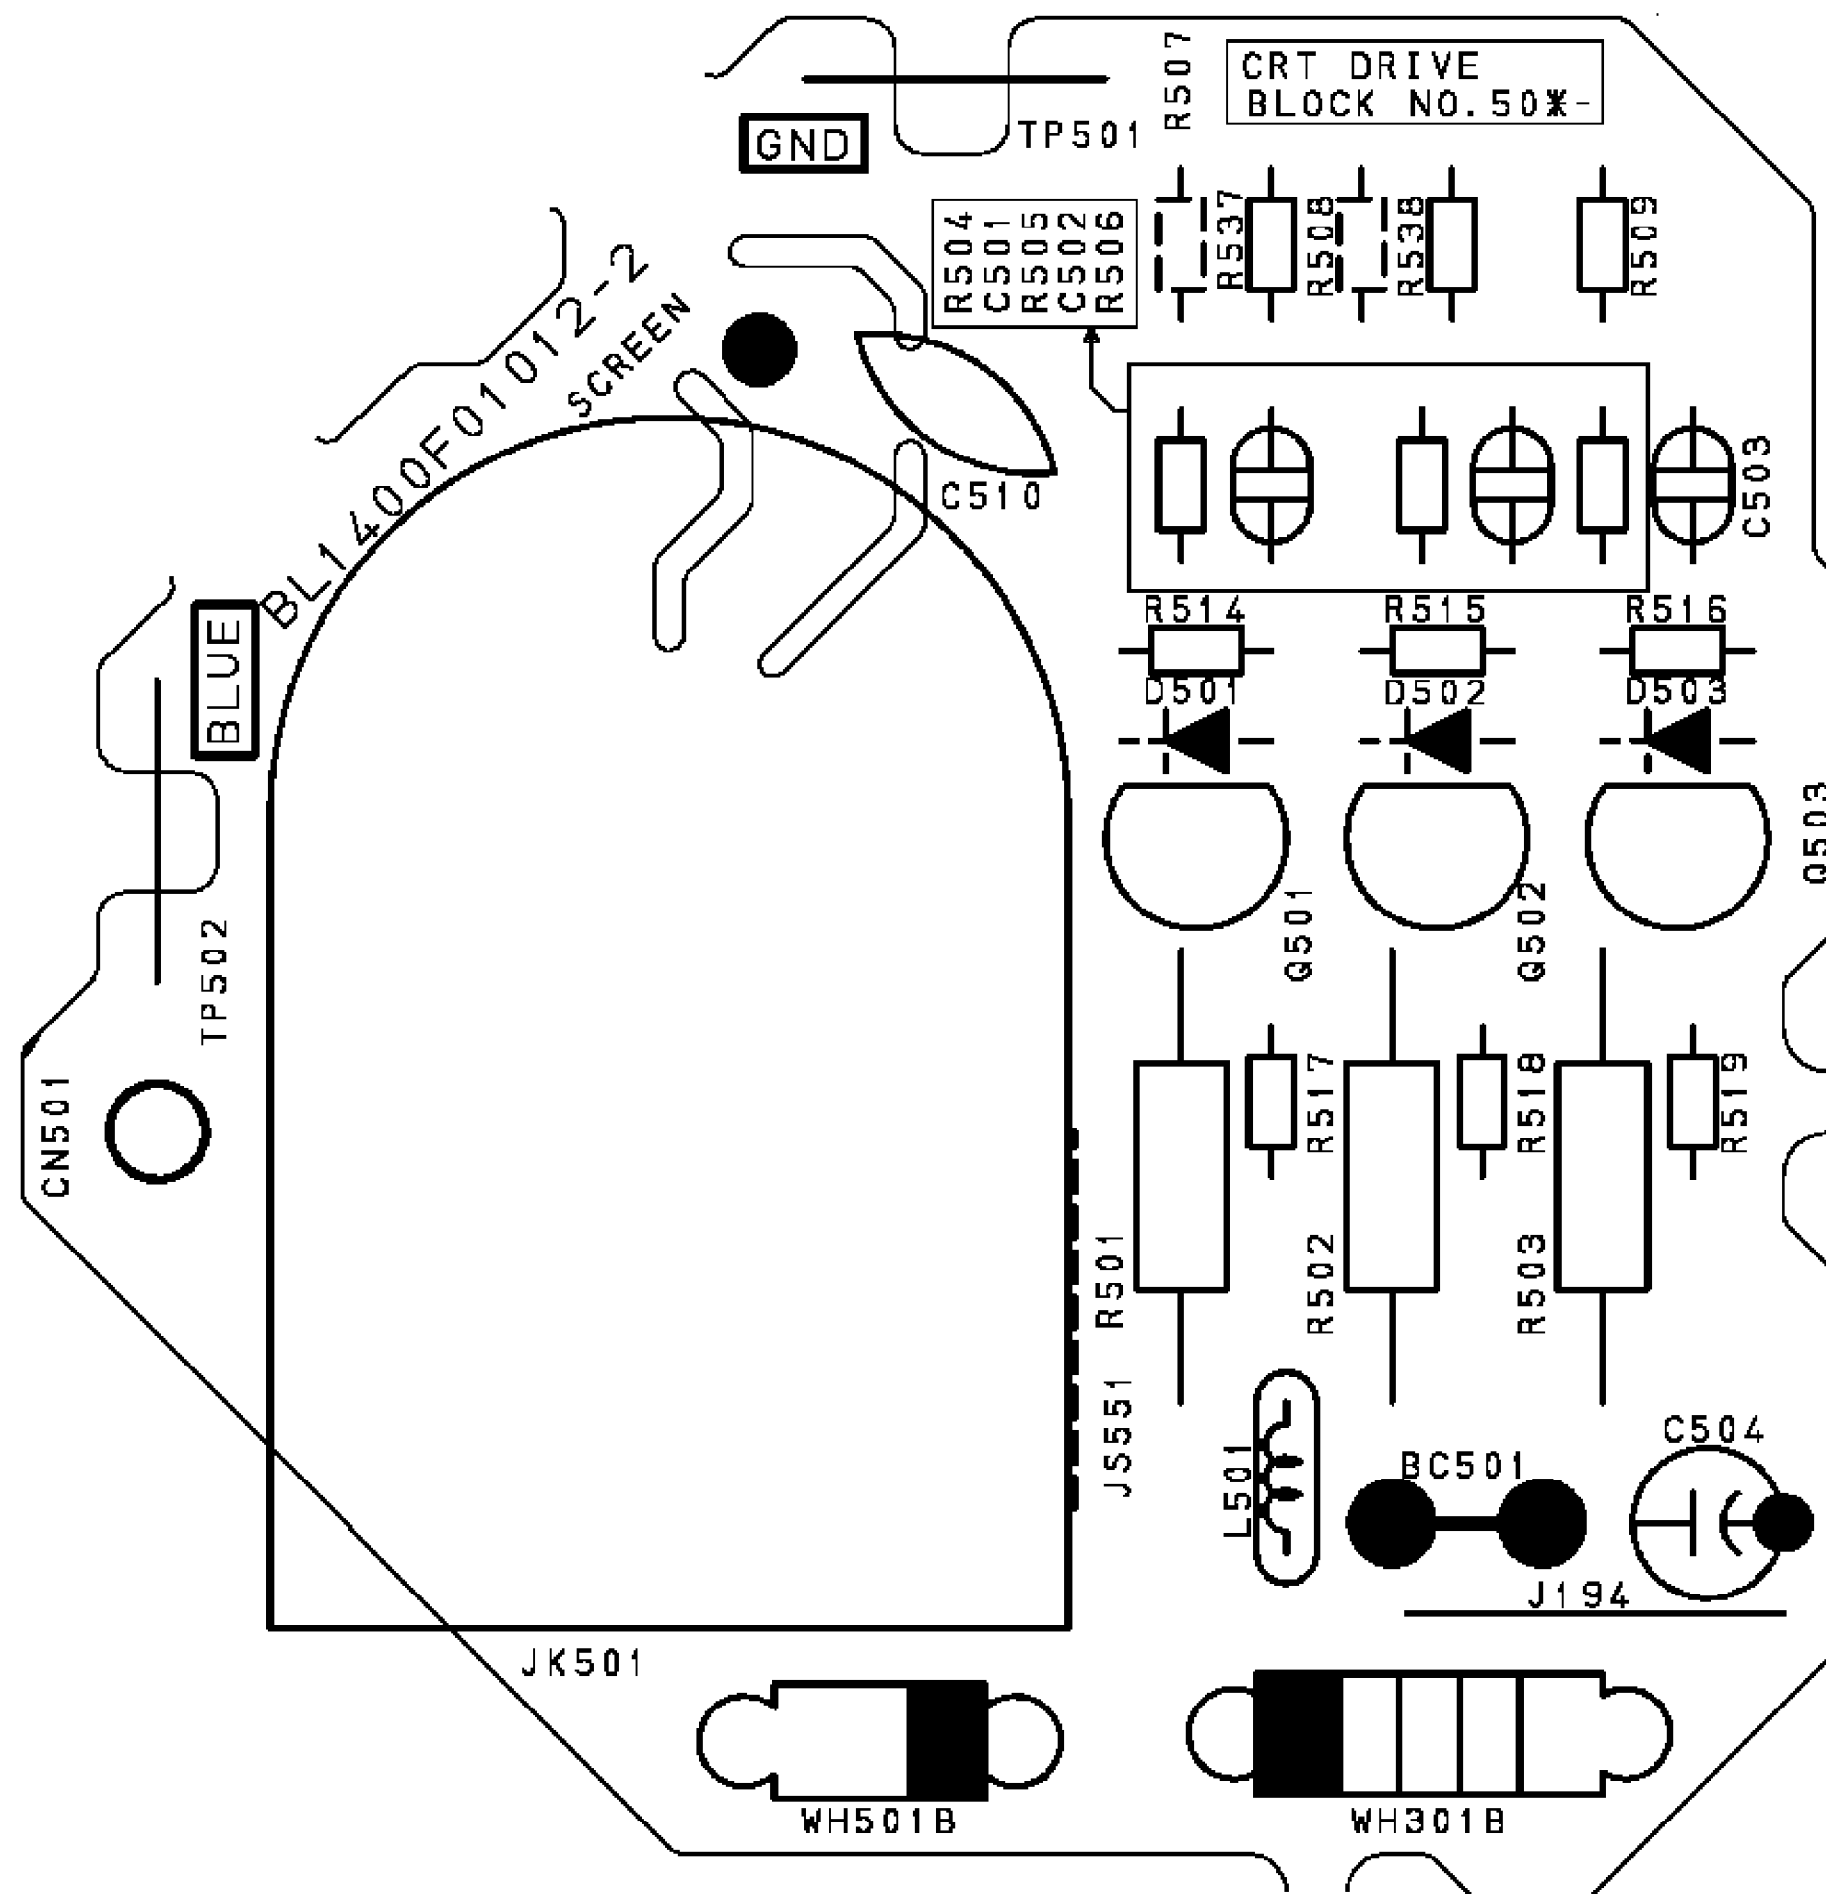 R507
CRT DRIVE
BLOCK NO.50※-
TP501
GND
R504
C501
R505
C502
R506
R537
R508
R538
R509
BL1400F01012-2
SCREEN
C510
C503
BLUE
R514
R515
R516
D501
D502
D503
Q503
Q501
Q502
TP502
CN501
R517
R518
R519
R501
R502
R503
JS551
L501
BC501
C504
J194
JK501
WH501B
WH301B